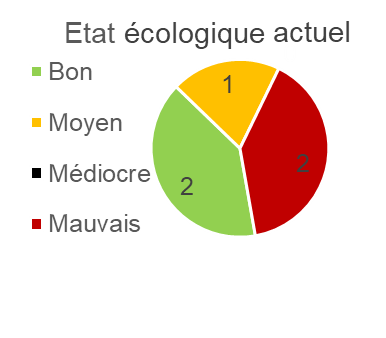 Etat écologique actuel
Bon
Moyen
Médiocre
Mauvais
1
2
2